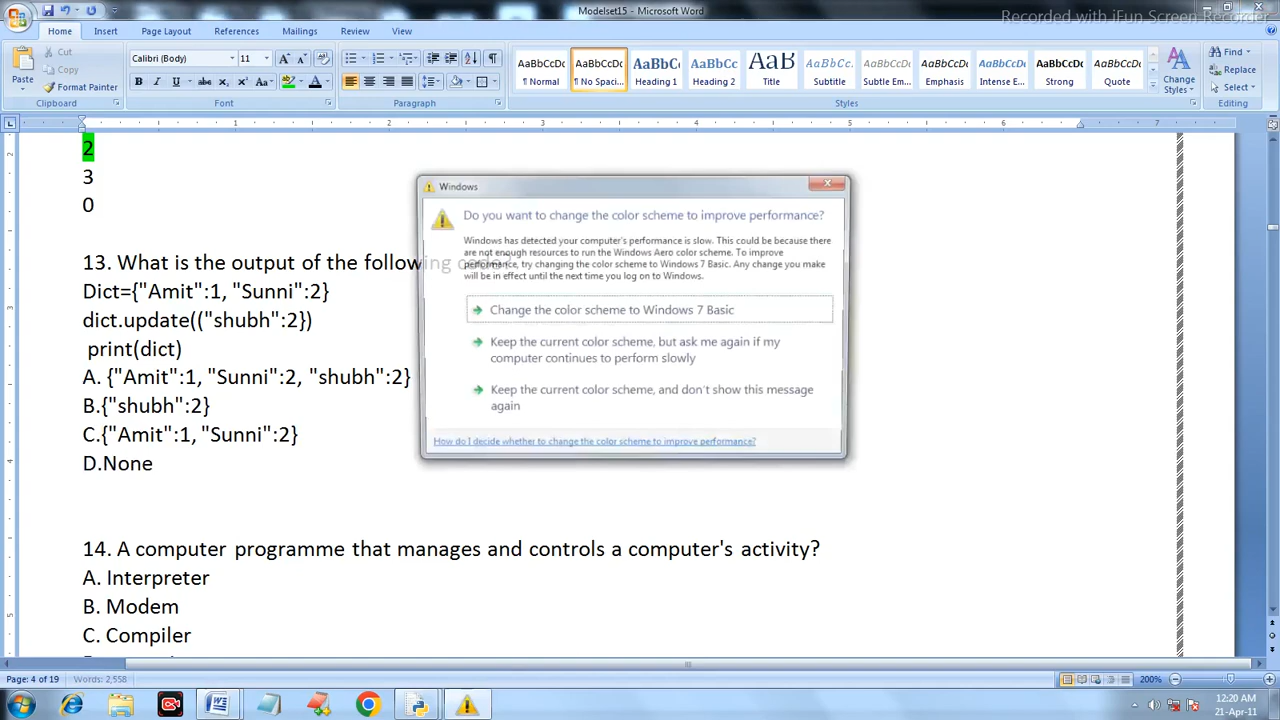 Modelset15 - Microsoft Word
Recorded with iFun Screen Recorder
Home Insert Page Layout References Mailings Review View
Paste Cut Copy Format Painter
Calibri (Body) 11
AaBbCcDc AaBbCcDc AaBbC AaBbCc AaB AaBbCc. AaBbCcDc AaBbCcDc AaBbCcDc AaBbCcDc AaBbCcDc
¶ Normal ¶ No Spaci... Heading 1 Heading 2 Title Subtitle Subtle Em... Emphasis Intense E... Strong Quote
Change Styles
Find Replace Select
Clipboard Font Paragraph Styles Editing
1 2 3 4 5 6 7
2
3
0
13. What is the output of the following code?
Dict={"Amit":1, "Sunni":2}
dict.update(("shubh":2})
print(dict)
A. {"Amit":1, "Sunni":2, "shubh":2}
B.{"shubh":2}
C.{"Amit":1, "Sunni":2}
D.None
14. A computer programme that manages and controls a computer's activity?
A. Interpreter
B. Modem
C. Compiler
Windows
Do you want to change the color scheme to improve performance?
Windows has detected your computer's performance is slow. This could be because there
are not enough resources to run the Windows Aero color scheme. To improve
performance, try changing the color scheme to Windows 7 Basic. Any change you make
will be in effect until the next time you log on to Windows.
Change the color scheme to Windows 7 Basic
Keep the current color scheme, but ask me again if my
computer continues to perform slowly
Keep the current color scheme, and don't show this message
again
How do I decide whether to change the color scheme to improve performance?
Page: 4 of 19 Words: 2,558
200%
12:20 AM
21-Apr-11